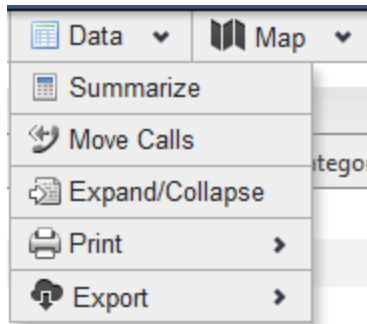 Data Map
Summarize
Move Calls
Expand/Collapse
Print
Export